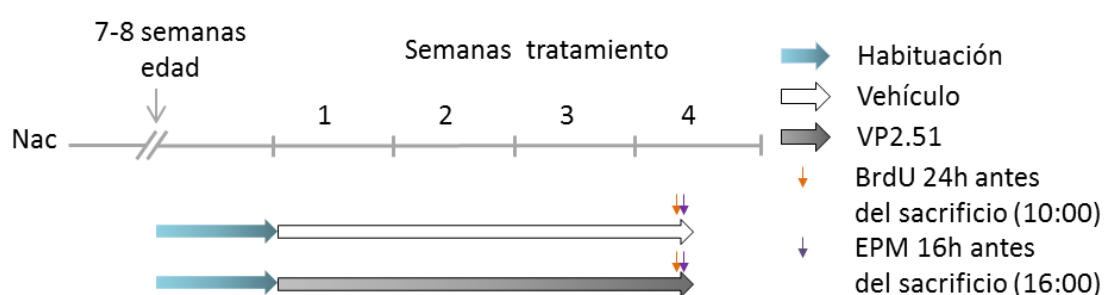 7-8 semanas
edad
Semanas tratamiento
Nac
1
2
3
4
Habituación
Vehículo
VP2.51
BrdU 24h antes
del sacrificio (10:00)
EPM 16h antes
del sacrificio (16:00)